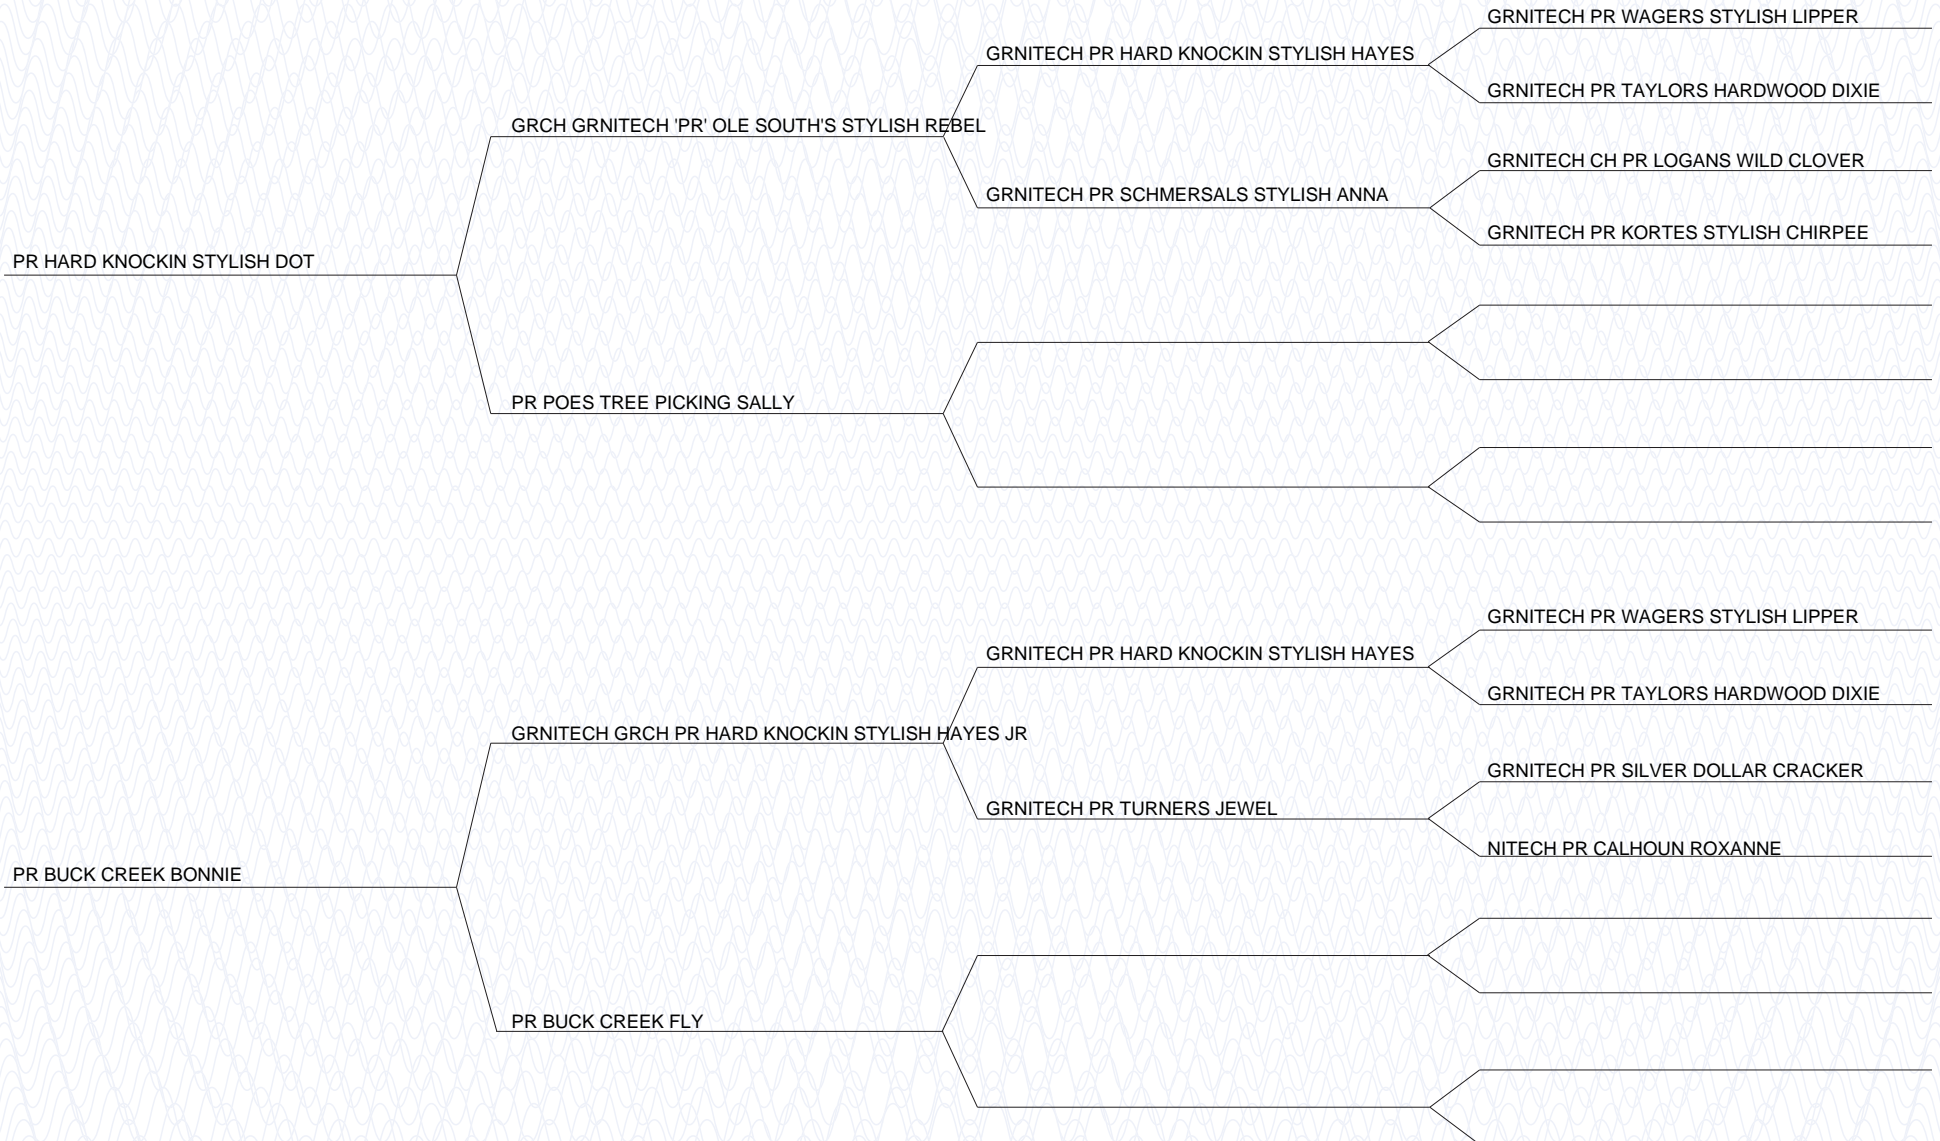 GRNITECH PR WAGERS STYLISH LIPPER
GRNITECH PR HARD KNOCKIN STYLISH HAYES
GRNITECH PR TAYLORS HARDWOOD DIXIE
GRCH GRNITECH 'PR' OLE SOUTH'S STYLISH REBEL
GRNITECH CH PR LOGANS WILD CLOVER
GRNITECH PR SCHMERSALS STYLISH ANNA
GRNITECH PR KORTES STYLISH CHIRPEE
PR HARD KNOCKIN STYLISH DOT
PR POES TREE PICKING SALLY
GRNITECH PR WAGERS STYLISH LIPPER
GRNITECH PR HARD KNOCKIN STYLISH HAYES
GRNITECH PR TAYLORS HARDWOOD DIXIE
GRNITECH GRCH PR HARD KNOCKIN STYLISH HAYES JR
GRNITECH PR SILVER DOLLAR CRACKER
GRNITECH PR TURNERS JEWEL
NITECH PR CALHOUN ROXANNE
PR BUCK CREEK BONNIE
PR BUCK CREEK FLY